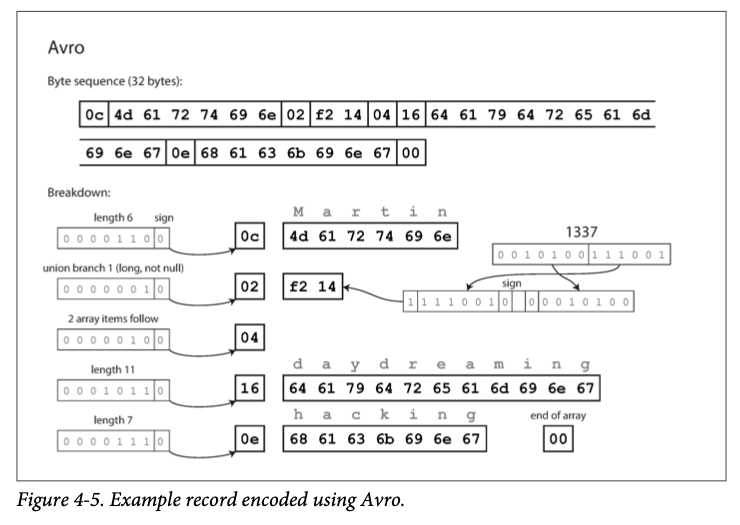 Avro
Byte sequence (32 bytes):
0c 4d 61 72 74 69 6e 02 f2 14 04 16 64 61 79 64 72 65 61 6d
69 6e 67 0e 68 61 63 6b 69 6e 67 00
Breakdown:
length 6 sign
0 0 0 0 1 1 0 0
0c
M a r t i n
4d 61 72 74 69 6e
1337
0 0 1 0 1 0 0 1 1 1 0 0 1
union branch 1 (long, not null)
0 0 0 0 0 0 1 0
02
f2 14
sign
1 1 1 1 0 0 1 0 0 0 0 1 0 1 0 0
2 array items follow
0 0 0 0 0 1 0 0
04
length 11
0 0 0 1 0 1 1 0
16
d a y d r e a m i n g
64 61 79 64 72 65 61 6d 69 6e 67
length 7
0 0 0 0 1 1 1 0
0e
h a c k i n g
68 61 63 6b 69 6e 67
end of array
00
Figure 4-5. Example record encoded using Avro.